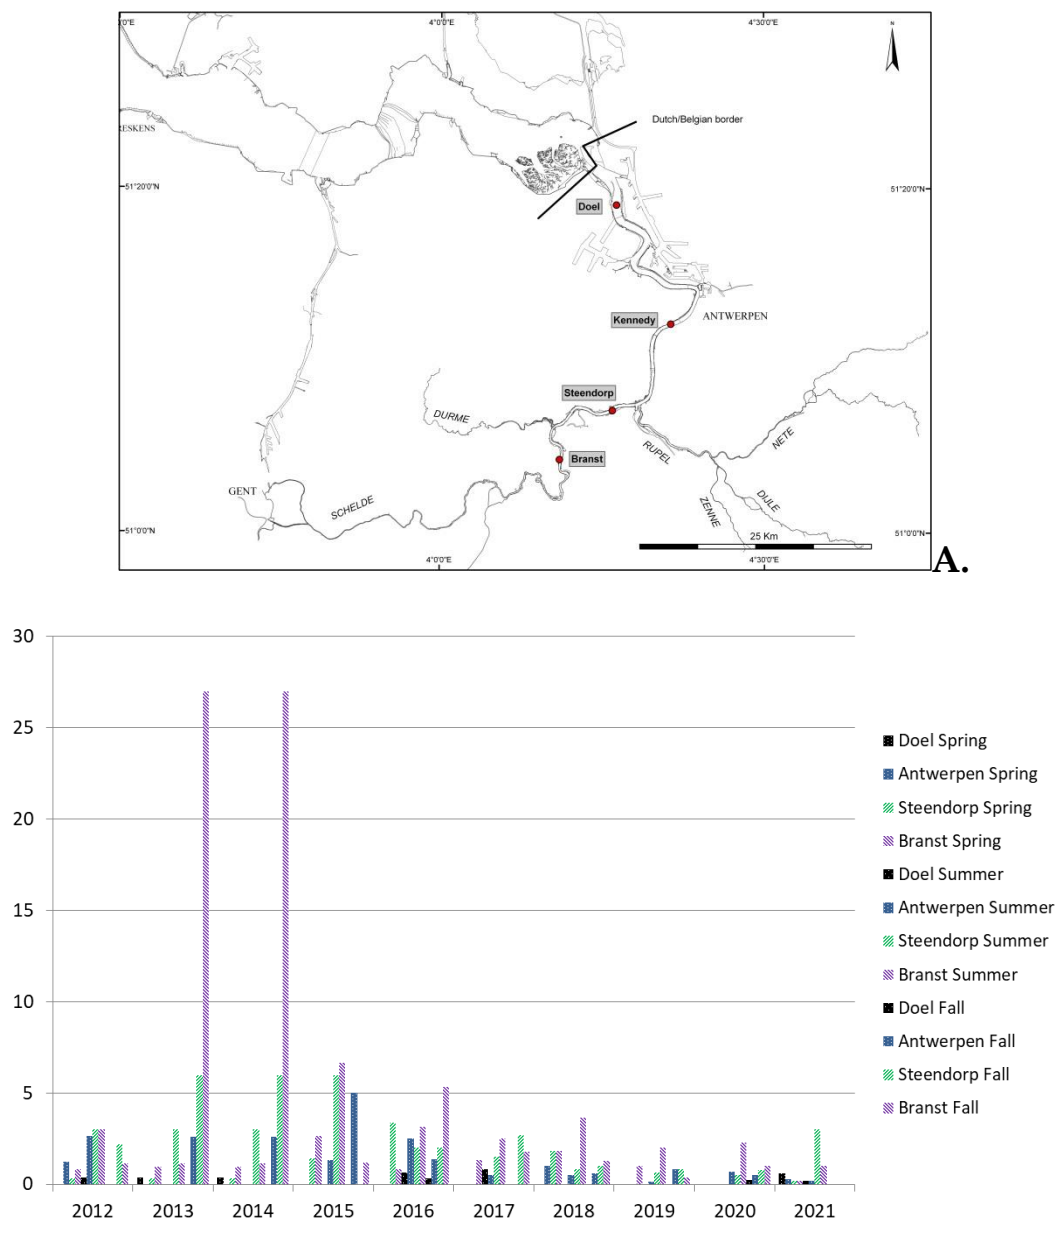 0'E
4°0'0"E
4°30'0"E
N
Dutch/Belgian border
RESKENS
51°20'0"N
51°20'0"N
Doel
Kennedy
ANTWERPEN
Steendorp
DURME
NETE
RUPEL
Branst
GENT
SCHELDE
ZENNE
DIJLE
51°0'0"N
51°0'0"N
25 Km
A.
4°0'0"E
4°30'0"E
30
25
20
15
10
5
0
2012 2013 2014 2015 2016 2017 2018 2019 2020 2021
Doel Spring
Antwerpen Spring
Steendorp Spring
Branst Spring
Doel Summer
Antwerpen Summer
Steendorp Summer
Branst Summer
Doel Fall
Antwerpen Fall
Steendorp Fall
Branst Fall